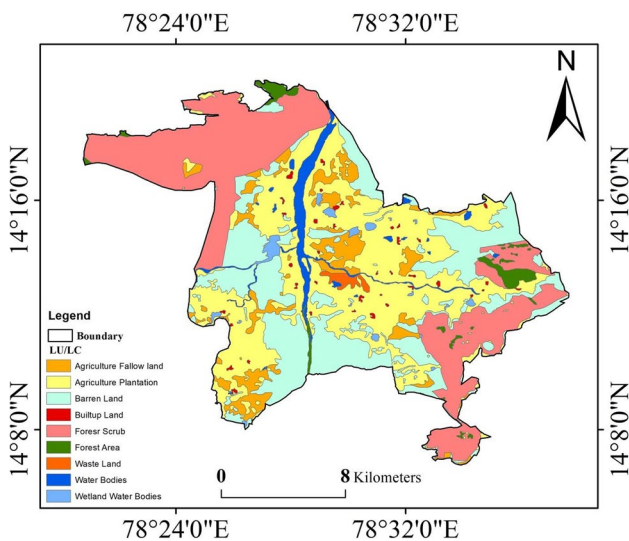 78°24'0"E 78°32'0"E
N
14°16'0"N 14°16'0"N
Legend
Boundary
LU/LC
Agriculture Fallow land
Agriculture Plantation
Barren Land
Builtup Land
Foresr Scrub
Forest Area
Waste Land
Water Bodies
Wetland Water Bodies
14°8'0"N 14°8'0"N
0 8 Kilometers
78°24'0"E 78°32'0"E